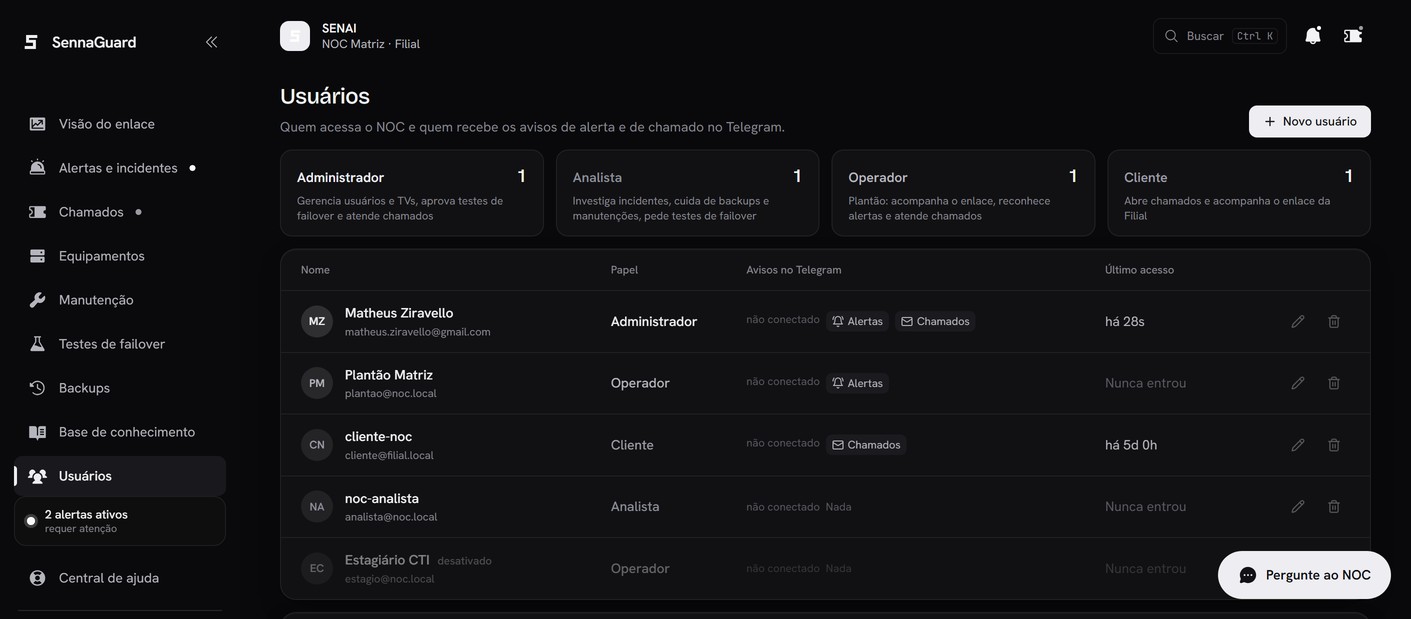 SennaGuard
SENAI
NOC Matriz · Filial
Buscar Ctrl K
Visão do enlace
Alertas e incidentes
Chamados
Equipamentos
Manutenção
Testes de failover
Backups
Base de conhecimento
Usuários
2 alertas ativos
requer atenção
Central de ajuda
Usuários
Quem acessa o NOC e quem recebe os avisos de alerta e de chamado no Telegram.
Novo usuário
Administrador 1
Gerencia usuários e TVs, aprova testes de
failover e atende chamados
Analista 1
Investiga incidentes, cuida de backups e
manutenções, pede testes de failover
Operador 1
Plantão: acompanha o enlace, reconhece
alertas e atende chamados
Cliente 1
Abre chamados e acompanha o enlace da
Filial
Nome Papel Avisos no Telegram Último acesso
MZ Matheus Ziravello
matheus.ziravello@gmail.com
Administrador não conectado Alertas Chamados há 28s
PM Plantão Matriz
plantao@noc.local
Operador não conectado Alertas Nunca entrou
CN cliente-noc
cliente@filial.local
Cliente não conectado Chamados há 5d 0h
NA noc-analista
analista@noc.local
Analista não conectado Nada Nunca entrou
EC Estagiário CTI desativado
estagio@noc.local
Operador não conectado Nada Nunca entrou
Pergunte ao NOC